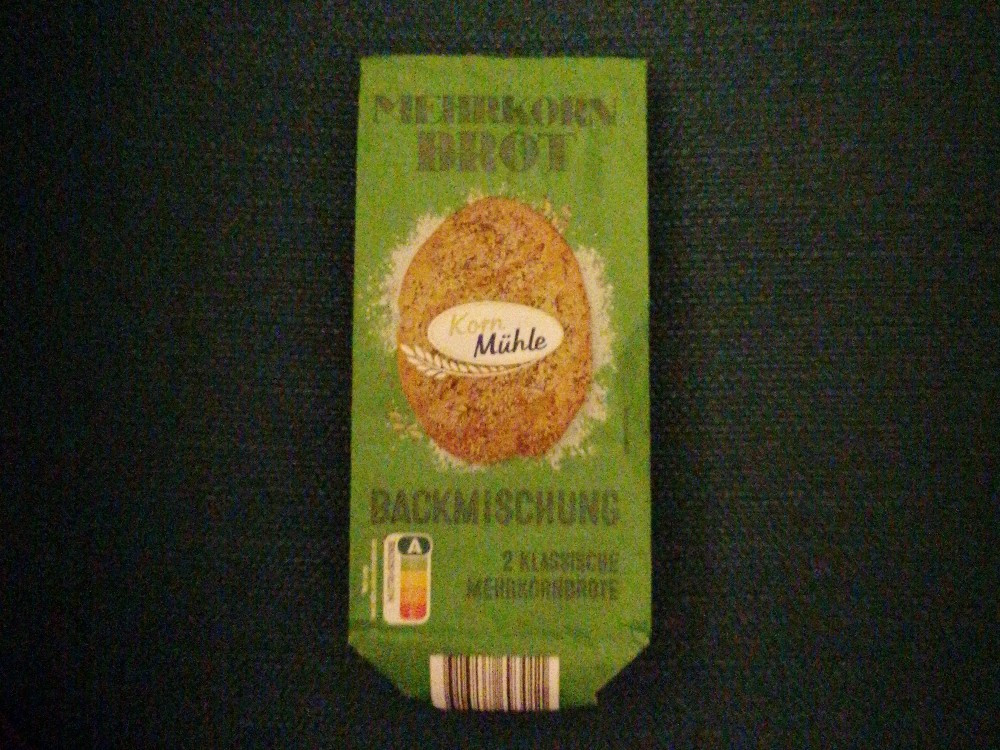 MEHRKORN
BROT
Korn
Mühle
BACKMISCHUNG
A
2 KLASSISCHE
MEHRKORNBROTE